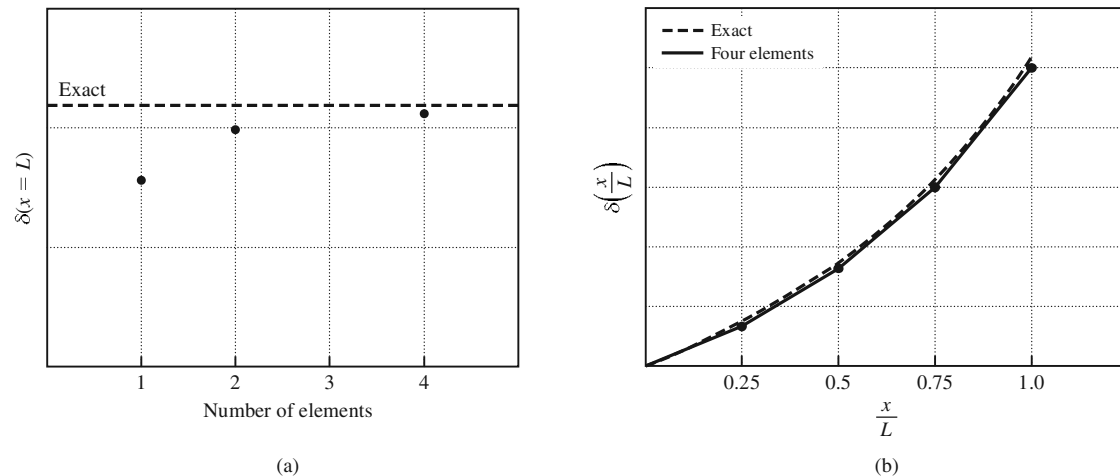 Exact
δ(x = L)
1
2
3
4
Number of elements
(a)
Exact
Four elements
δ(x/L)
0.25
0.5
0.75
1.0
x/L
(b)